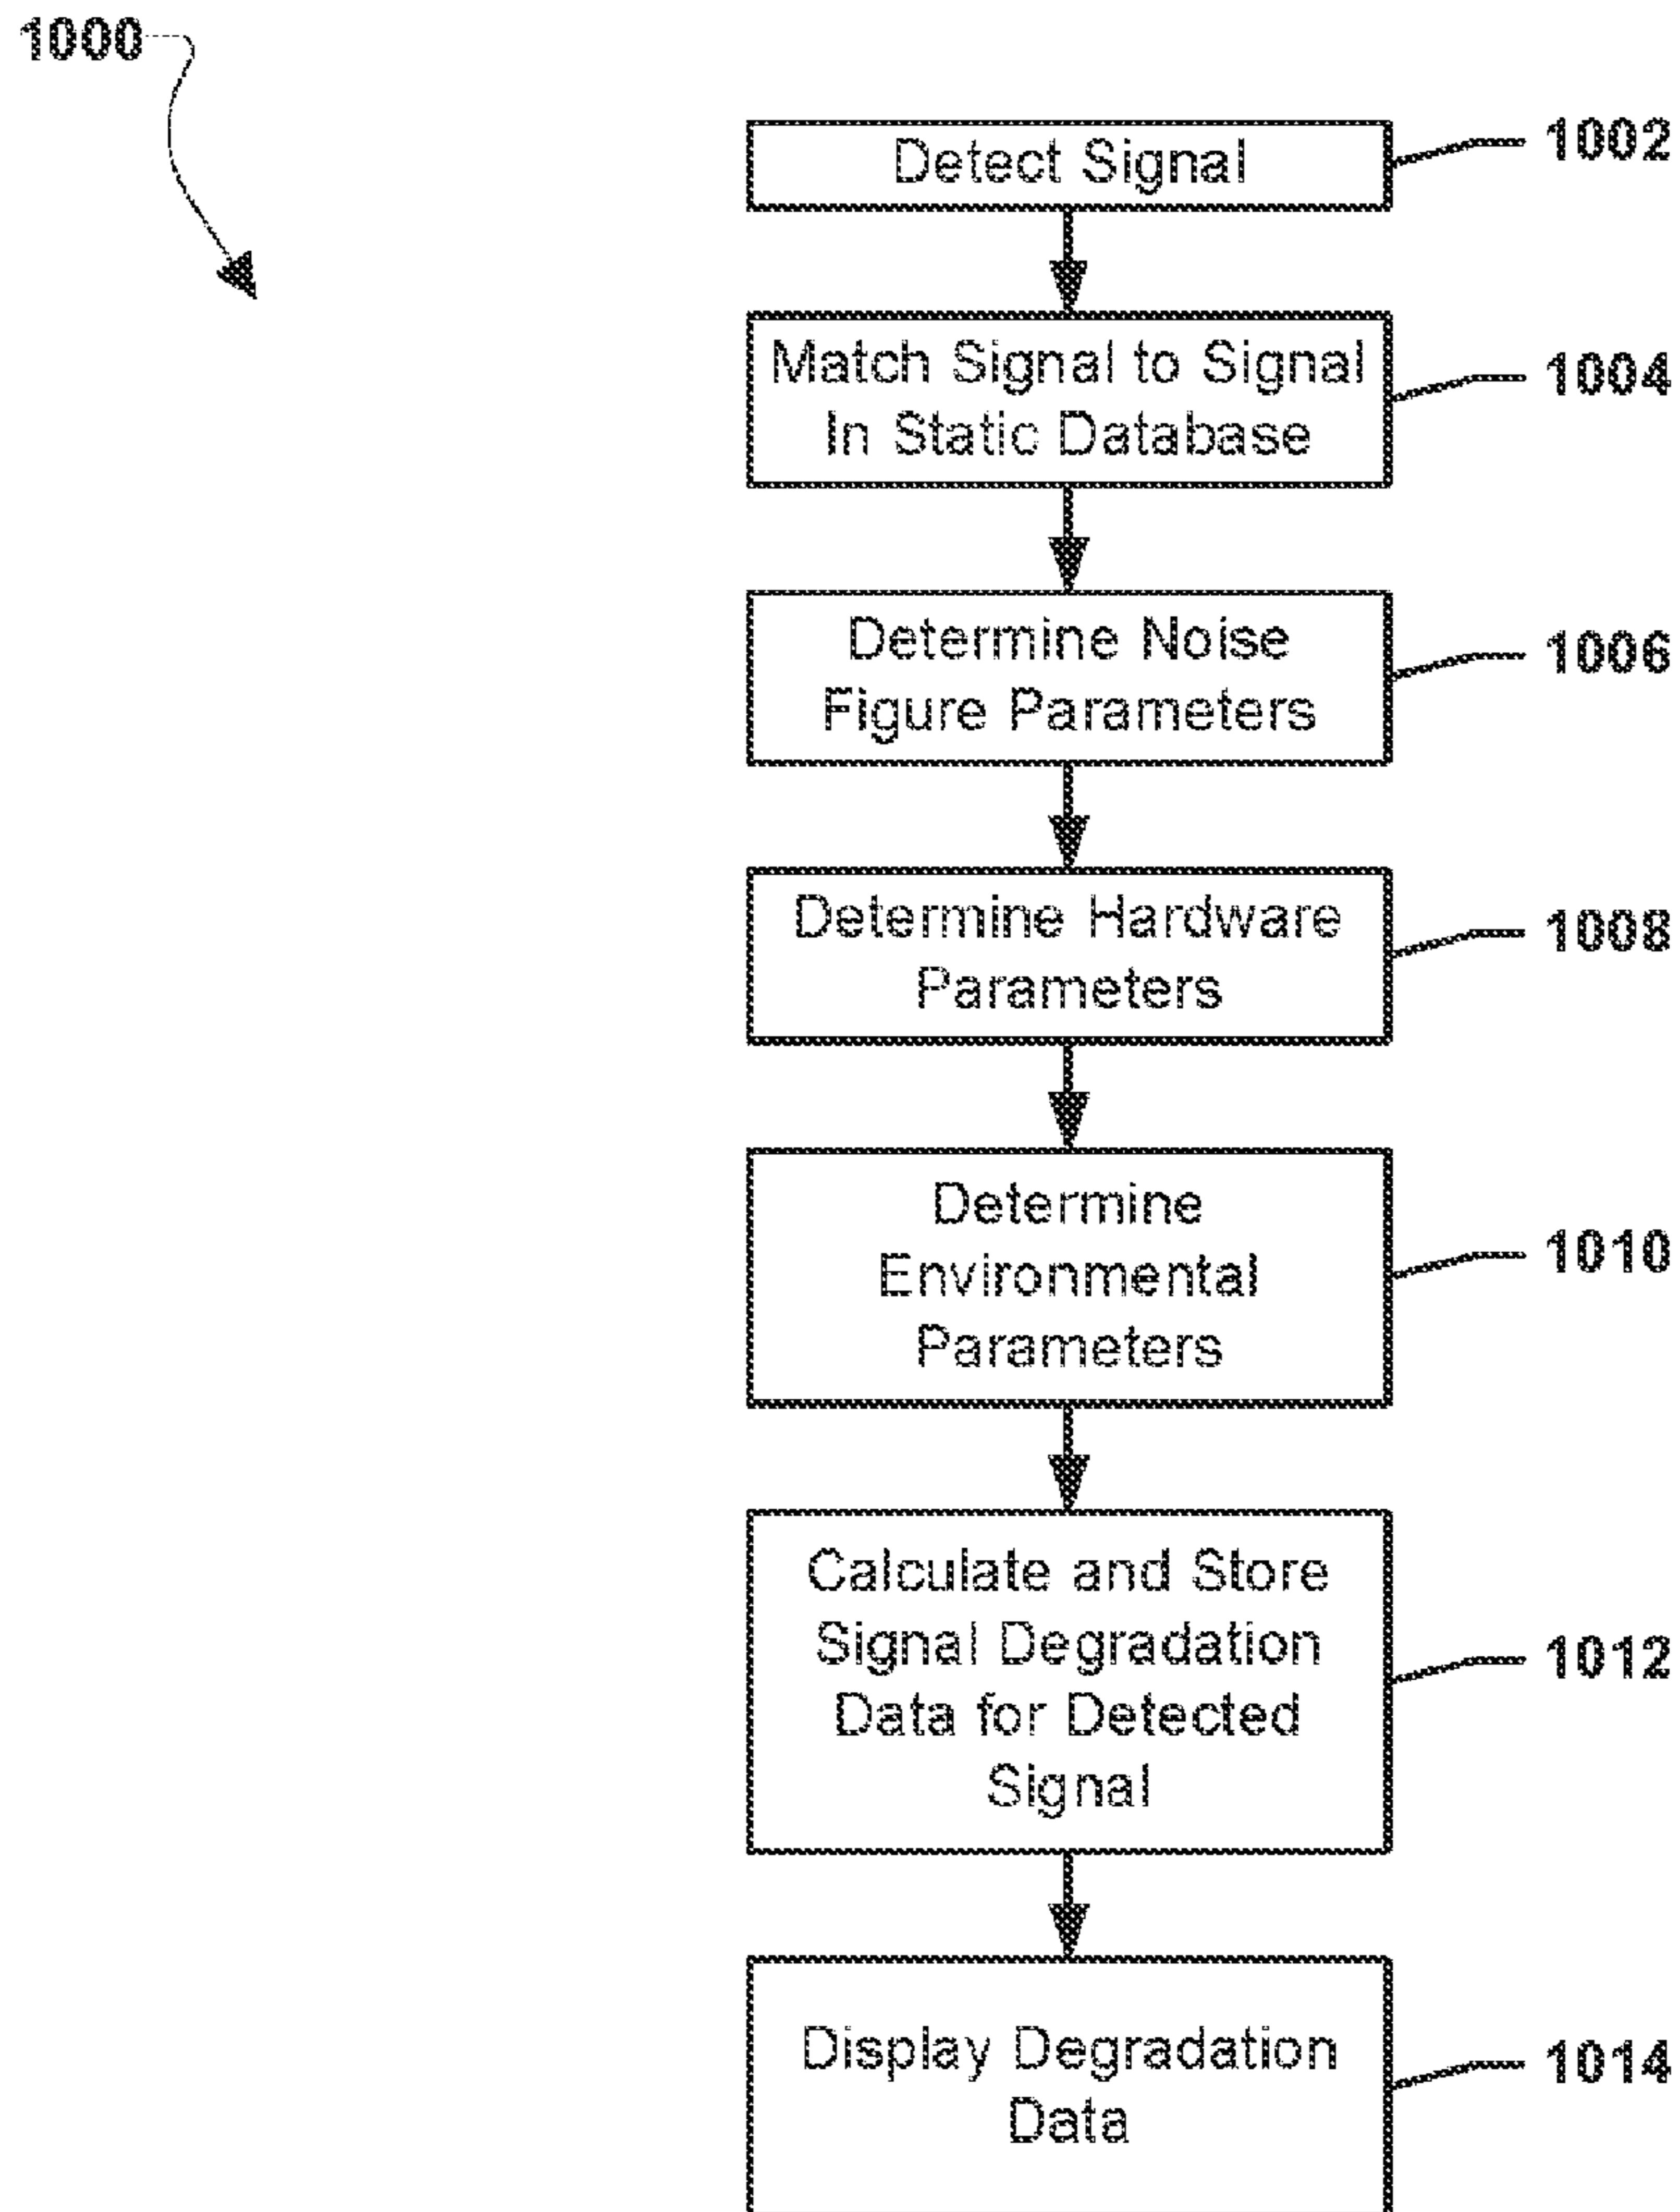 1000
Detect Signal
1002
Match Signal to Signal
In Static Database
1004
Determine Noise
Figure Parameters
1006
Determine Hardware
Parameters
1008
Determine
Environmental
Parameters
1010
Calculate and Store
Signal Degradation
Data for Detected
Signal
1012
Display Degradation
Data
1014